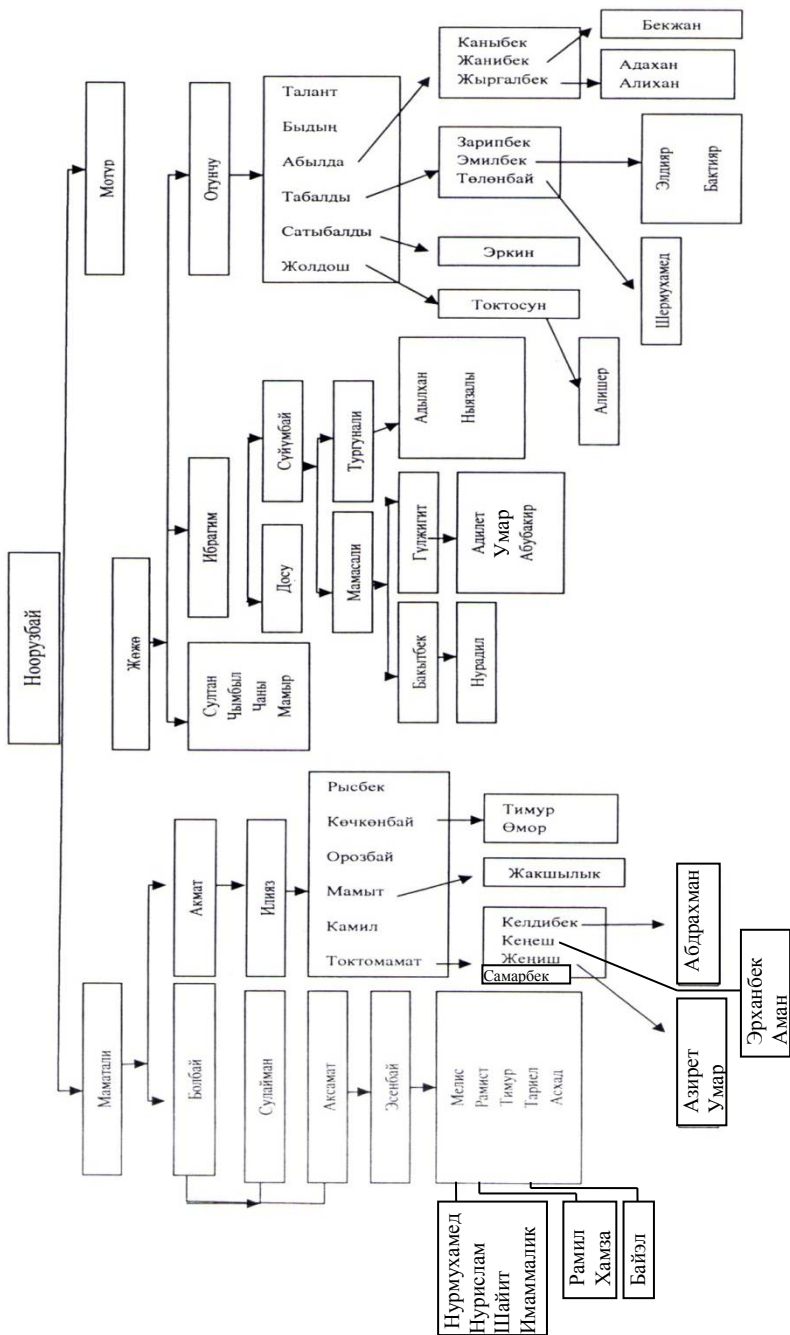 Ноорузбай
Маматали
Жөжө
Мотур
Болбай
Акмат
Султан
Чымбыл
Чаны
Мамыр
Ибрагим
Отунчу
Сулайман
Илияз
Досу
Сүйүмбай
Талант
Быдың
Абылда
Табалды
Сатыбалды
Жолдош
Аксамат
Рысбек
Көчкөнбай
Орозбай
Мамыт
Камил
Токтомамат
Мамасали
Тургунали
Эсенбай
Бакытбек
Гүлжигит
Адылхан
Ныязалы
Токтосун
Эркин
Зарипбек
Эмилбек
Төлөнбай
Каныбек
Жанибек
Жыргалбек
Мелис
Рамист
Тимур
Тариел
Асхад
Келдибек
Кеңеш
Жеңиш
Самарбек
Жакшылык
Тимур
Өмор
Нурадил
Адилет
Умар
Абубакир
Алишер
Шермухамед
Элдияр
Бактияр
Адахан
Алихан
Бекжан
Нурмухамед
Нурислам
Шайит
Имаммалик
Рамил
Хамза
Байэл
Азирет
Умар
Абдрахман
Эрханбек
Аман